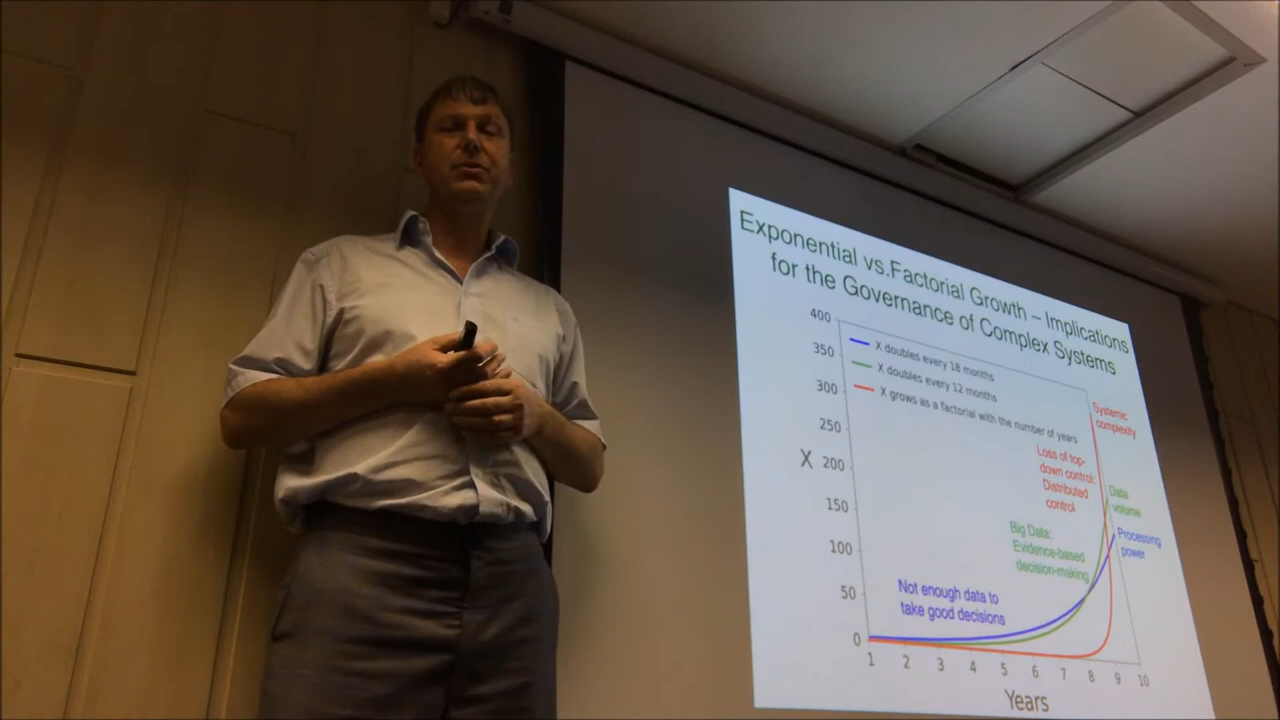 Exponential vs.Factorial Growth – Implications
for the Governance of Complex Systems
400
350
300
250
200
150
100
50
0
X
X doubles every 18 months
X doubles every 12 months
X grows as a factorial with the number of years
Systemic
complexity
Loss of top-
down control:
Distributed
control
Data
volume
Big Data:
Evidence-based
decision-making
Processing
power
Not enough data to
take good decisions
1 2 3 4 5 6 7 8 9 10
Years